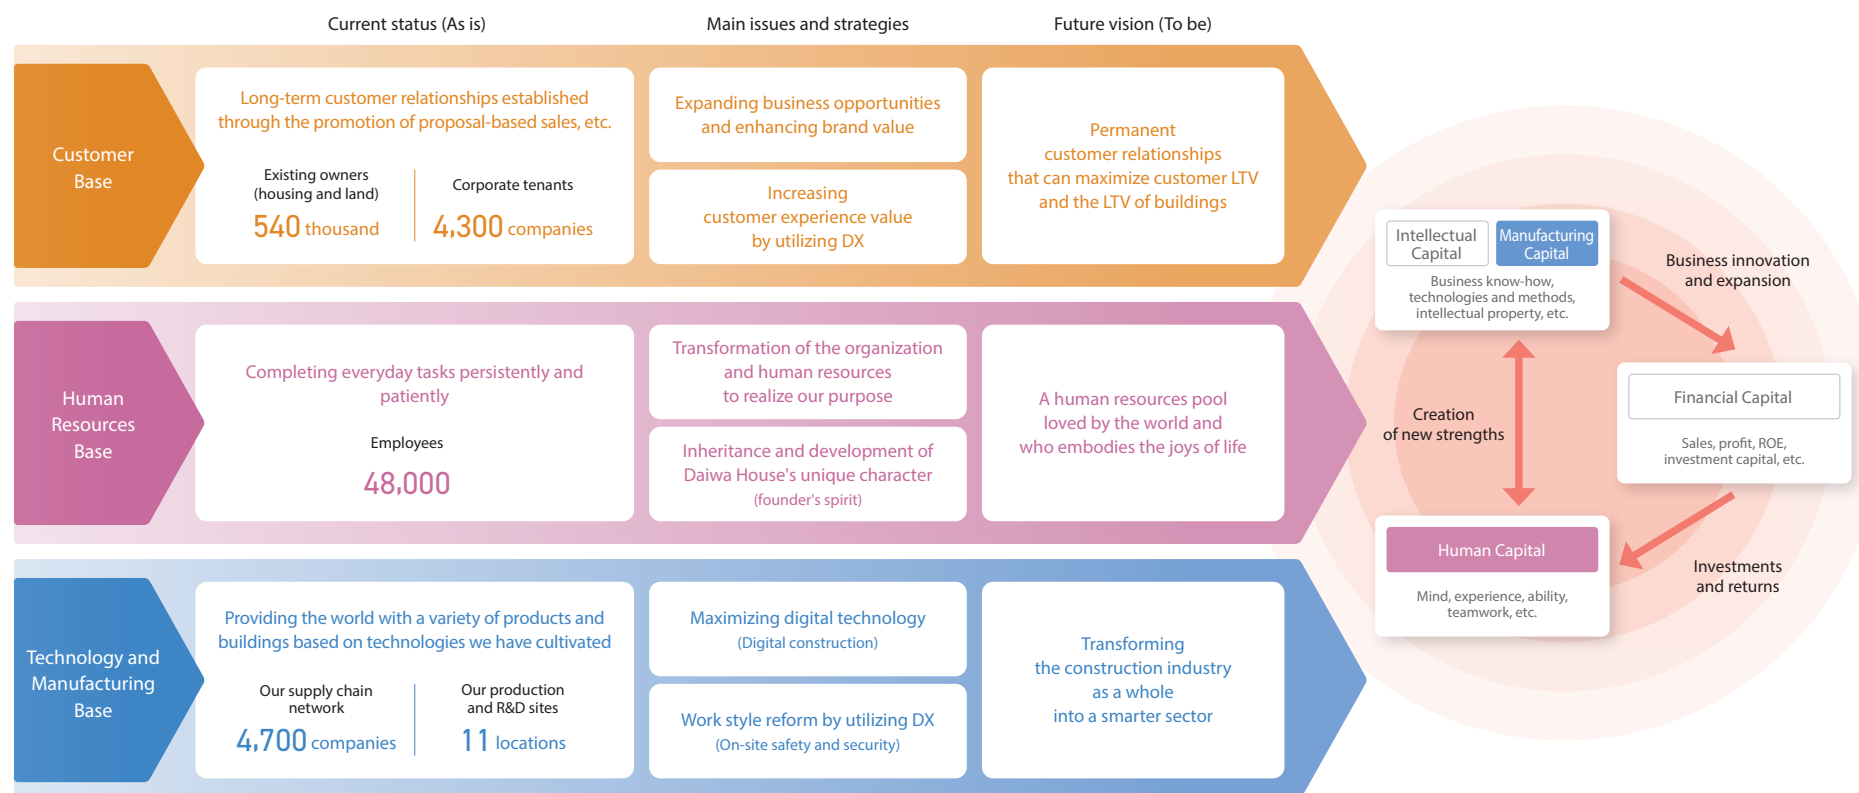 Current status (As is)
Main issues and strategies
Future vision (To be)
Customer
Base
Long-term customer relationships established
through the promotion of proposal-based sales, etc.
Existing owners
(housing and land)
540 thousand
Corporate tenants
4,300 companies
Expanding business opportunities
and enhancing brand value
Increasing
customer experience value
by utilizing DX
Permanent
customer relationships
that can maximize customer LTV
and the LTV of buildings
Human
Resources
Base
Completing everyday tasks persistently and
patiently
Employees
48,000
Transformation of the organization
and human resources
to realize our purpose
Inheritance and development of
Daiwa House's unique character
(founder's spirit)
A human resources pool
loved by the world and
who embodies the joys of life
Technology and
Manufacturing
Base
Providing the world with a variety of products and
buildings based on technologies we have cultivated
Our supply chain
network
4,700 companies
Our production
and R&D sites
11 locations
Maximizing digital technology
(Digital construction)
Work style reform by utilizing DX
(On-site safety and security)
Transforming
the construction industry
as a whole
into a smarter sector
Intellectual
Capital
Manufacturing
Capital
Business know-how,
technologies and methods,
intellectual property, etc.
Business innovation
and expansion
Financial Capital
Sales, profit, ROE,
investment capital, etc.
Creation
of new strengths
Human Capital
Mind, experience, ability,
teamwork, etc.
Investments
and returns